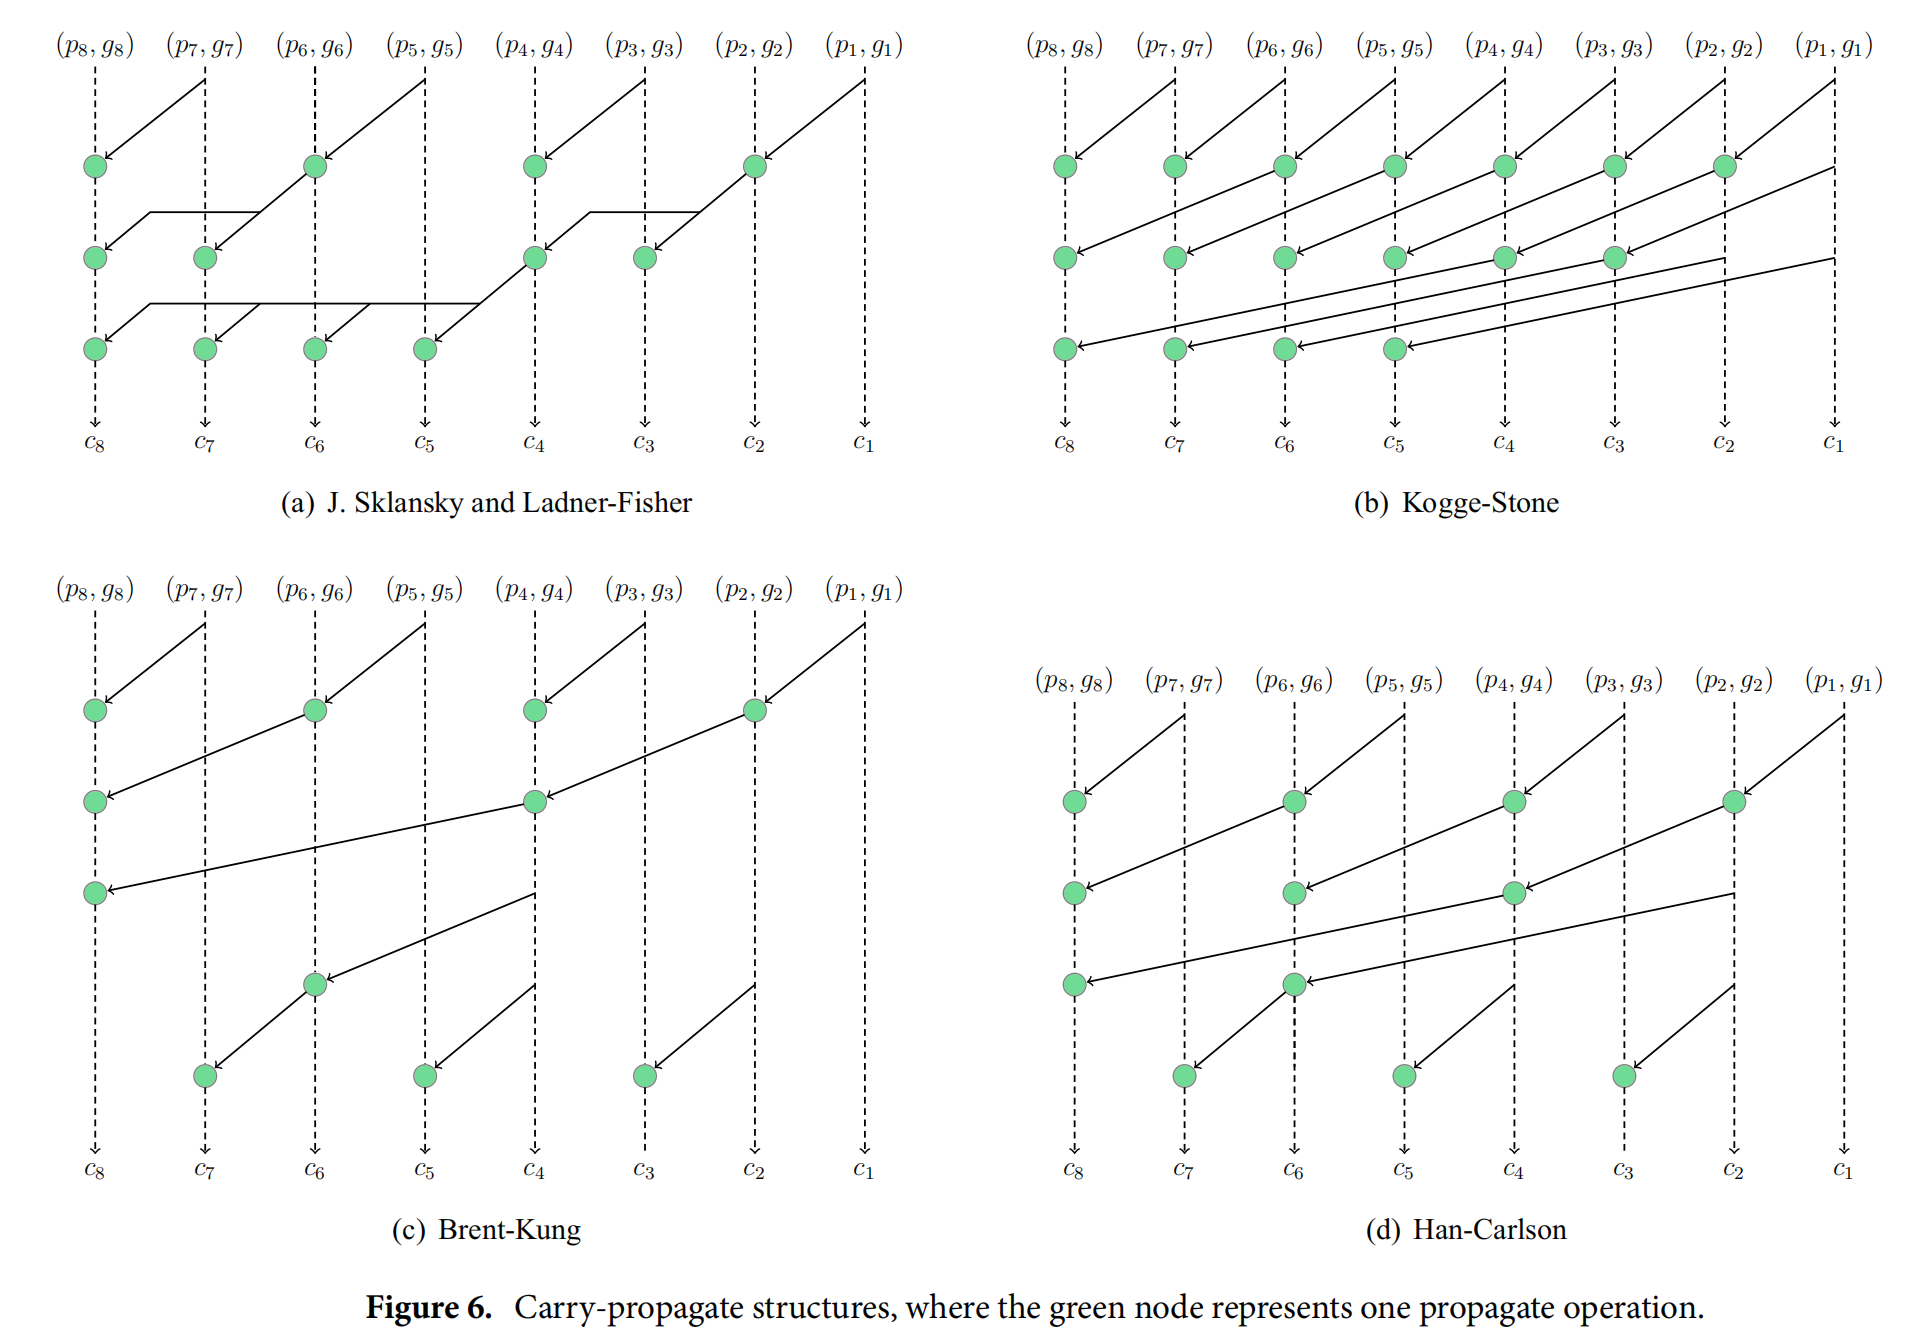 (p₈, g₈) (p₇, g₇) (p₆, g₆) (p₅, g₅) (p₄, g₄) (p₃, g₃) (p₂, g₂) (p₁, g₁)
c₈ c₇ c₆ c₅ c₄ c₃ c₂ c₁
(a) J. Sklansky and Ladner-Fisher
(p₈, g₈) (p₇, g₇) (p₆, g₆) (p₅, g₅) (p₄, g₄) (p₃, g₃) (p₂, g₂) (p₁, g₁)
c₈ c₇ c₆ c₅ c₄ c₃ c₂ c₁
(b) Kogge-Stone
(p₈, g₈) (p₇, g₇) (p₆, g₆) (p₅, g₅) (p₄, g₄) (p₃, g₃) (p₂, g₂) (p₁, g₁)
c₈ c₇ c₆ c₅ c₄ c₃ c₂ c₁
(c) Brent-Kung
(p₈, g₈) (p₇, g₇) (p₆, g₆) (p₅, g₅) (p₄, g₄) (p₃, g₃) (p₂, g₂) (p₁, g₁)
c₈ c₇ c₆ c₅ c₄ c₃ c₂ c₁
(d) Han-Carlson
Figure 6. Carry-propagate structures, where the green node represents one propagate operation.